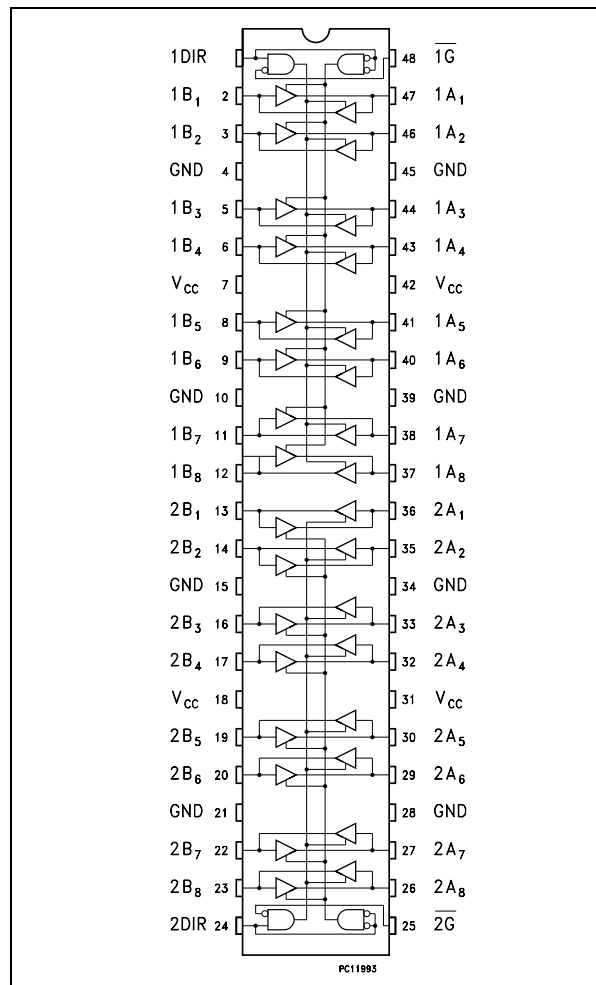 1DIR 48 1G
1B1 2 47 1A1
1B2 3 46 1A2
GND 4 45 GND
1B3 5 44 1A3
1B4 6 43 1A4
VCC 7 42 VCC
1B5 8 41 1A5
1B6 9 40 1A6
GND 10 39 GND
1B7 11 38 1A7
1B8 12 37 1A8
2B1 13 36 2A1
2B2 14 35 2A2
GND 15 34 GND
2B3 16 33 2A3
2B4 17 32 2A4
VCC 18 31 VCC
2B5 19 30 2A5
2B6 20 29 2A6
GND 21 28 GND
2B7 22 27 2A7
2B8 23 26 2A8
2DIR 24 25 2G
PC11993